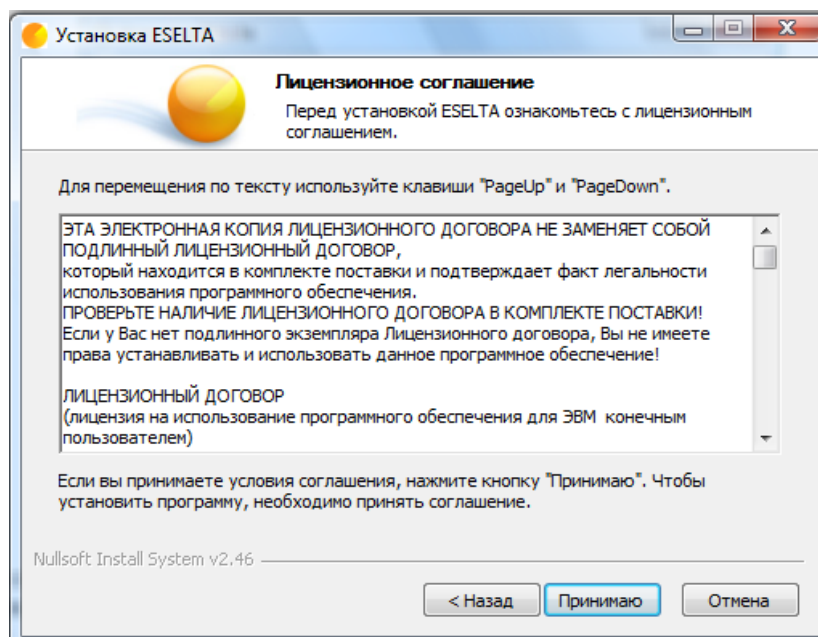 Установка ESELTA
Лицензионное соглашение
Перед установкой ESELTA ознакомьтесь с лицензионным
соглашением.
Для перемещения по тексту используйте клавиши "PageUp" и "PageDown".
ЭТА ЭЛЕКТРОННАЯ КОПИЯ ЛИЦЕНЗИОННОГО ДОГОВОРА НЕ ЗАМЕНЯЕТ СОБОЙ
ПОДЛИННЫЙ ЛИЦЕНЗИОННЫЙ ДОГОВОР,
который находится в комплекте поставки и подтверждает факт легальности
использования программного обеспечения.
ПРОВЕРЬТЕ НАЛИЧИЕ ЛИЦЕНЗИОННОГО ДОГОВОРА В КОМПЛЕКТЕ ПОСТАВКИ!
Если у Вас нет подлинного экземпляра Лицензионного договора, Вы не имеете
права устанавливать и использовать данное программное обеспечение!
ЛИЦЕНЗИОННЫЙ ДОГОВОР
(лицензия на использование программного обеспечения для ЭВМ  конечным
пользователем)
Если вы принимаете условия соглашения, нажмите кнопку "Принимаю". Чтобы
установить программу, необходимо принять соглашение.
Nullsoft Install System v2.46
< Назад
Принимаю
Отмена